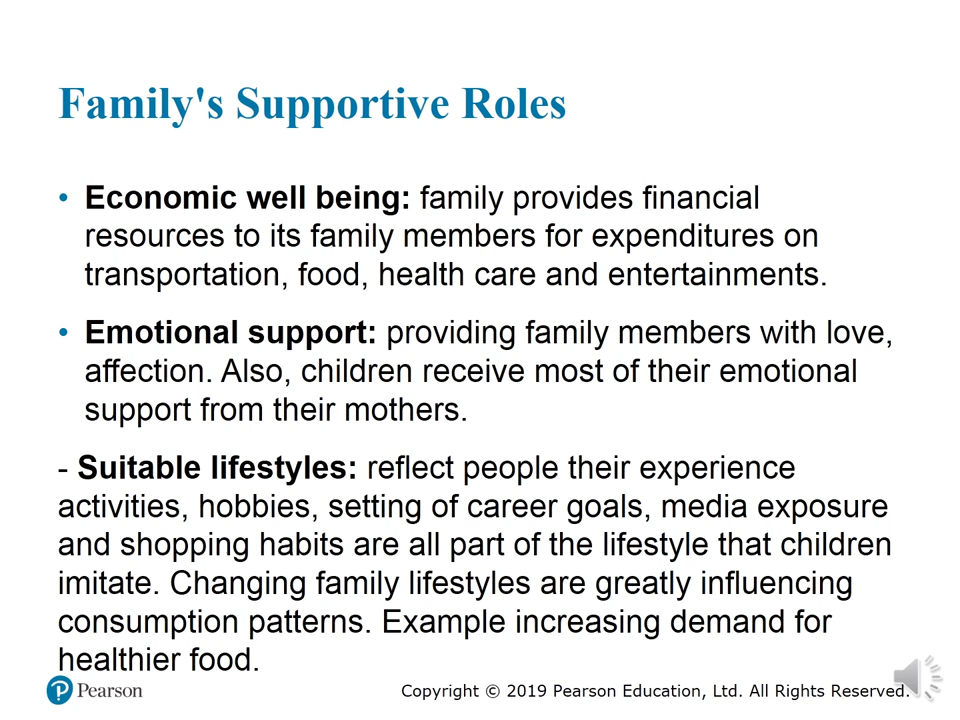 Family's Supportive Roles
• Economic well being: family provides financial
resources to its family members for expenditures on
transportation, food, health care and entertainments.
• Emotional support: providing family members with love,
affection. Also, children receive most of their emotional
support from their mothers.
- Suitable lifestyles: reflect people their experience
activities, hobbies, setting of career goals, media exposure
and shopping habits are all part of the lifestyle that children
imitate. Changing family lifestyles are greatly influencing
consumption patterns. Example increasing demand for
healthier food.
P Pearson
Copyright © 2019 Pearson Education, Ltd. All Rights Reserved.